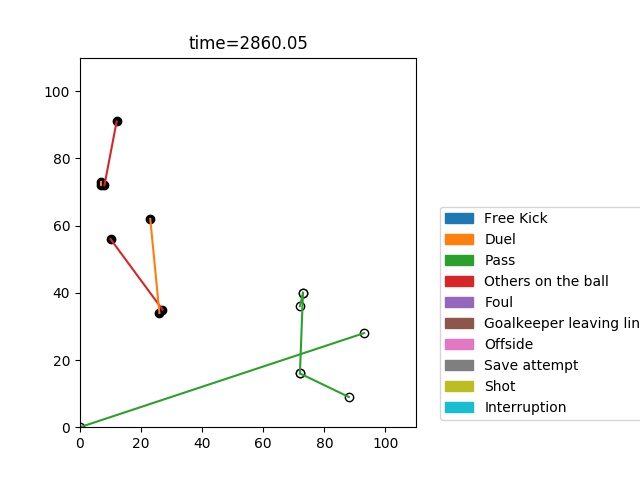 time=2860.05
100
80
60
40
20
0
0 20 40 60 80 100
Free Kick
Duel
Pass
Others on the ball
Foul
Goalkeeper leaving lin
Offside
Save attempt
Shot
Interruption